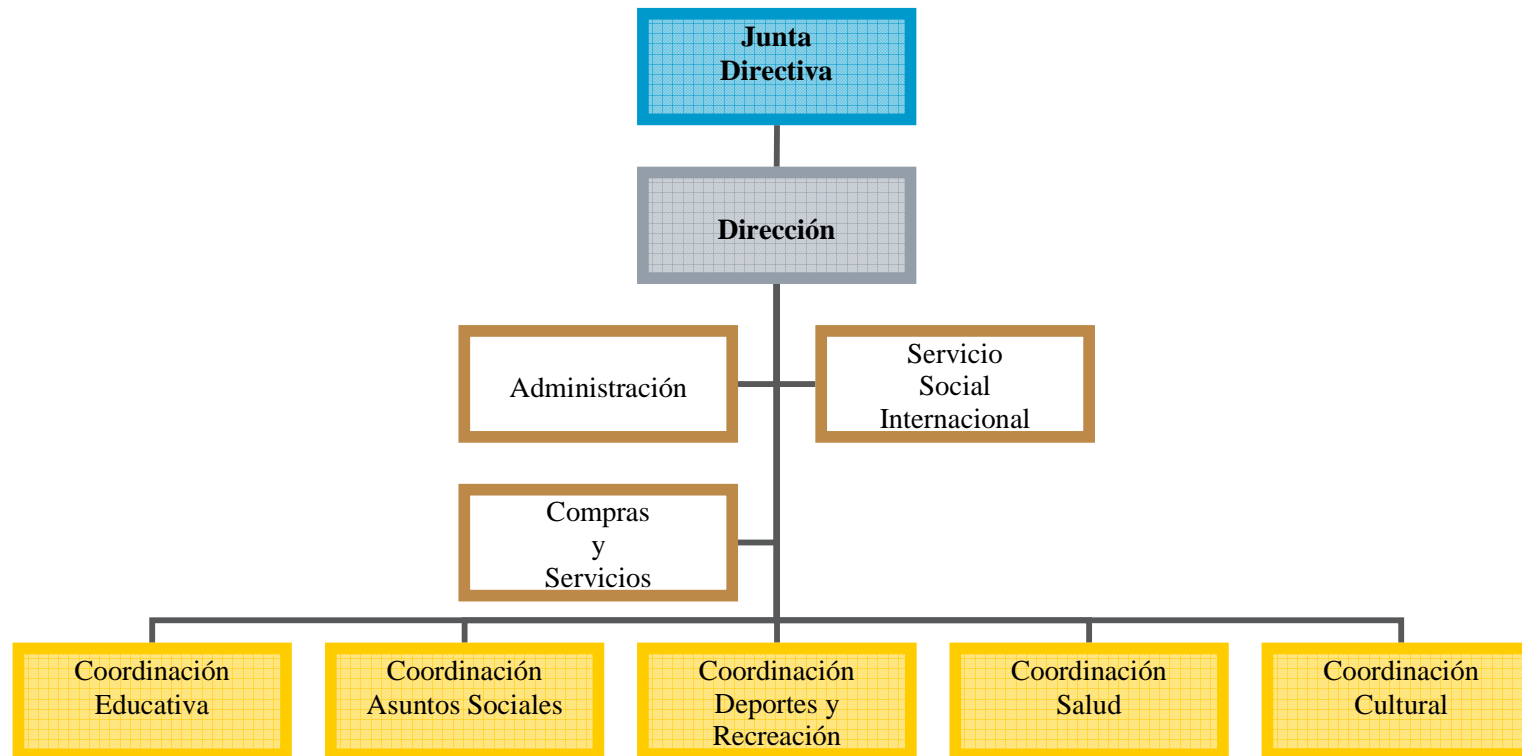 Junta
Directiva
Dirección
Administración
Servicio
Social
Internacional
Compras
y
Servicios
Coordinación
Educativa
Coordinación
Asuntos Sociales
Coordinación
Deportes y
Recreación
Coordinación
Salud
Coordinación
Cultural